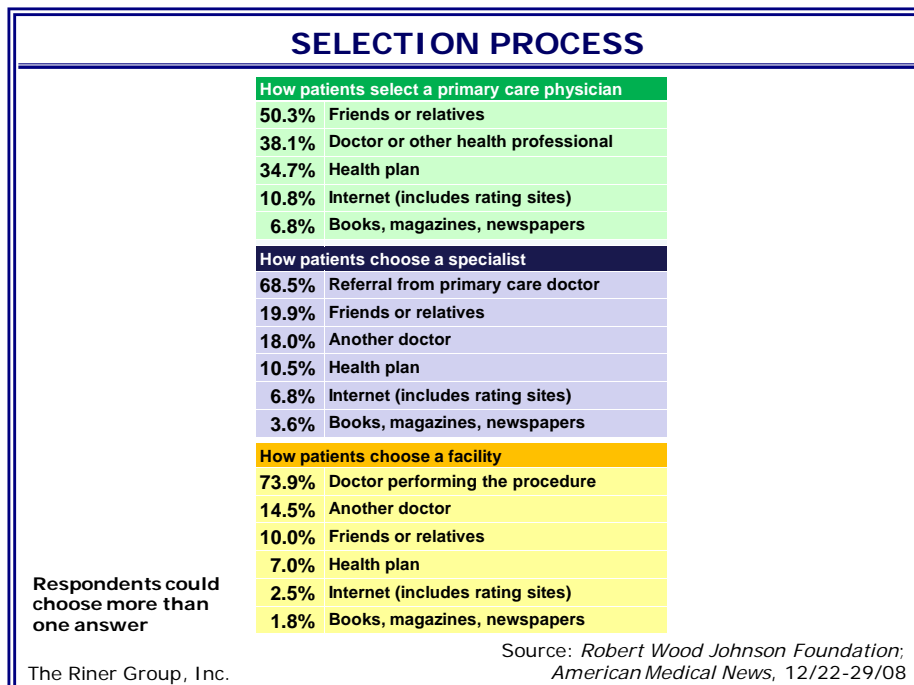 SELECTION PROCESS
How patients select a primary care physician
50.3% Friends or relatives
38.1% Doctor or other health professional
34.7% Health plan
10.8% Internet (includes rating sites)
6.8% Books, magazines, newspapers
How patients choose a specialist
68.5% Referral from primary care doctor
19.9% Friends or relatives
18.0% Another doctor
10.5% Health plan
6.8% Internet (includes rating sites)
3.6% Books, magazines, newspapers
How patients choose a facility
73.9% Doctor performing the procedure
14.5% Another doctor
10.0% Friends or relatives
7.0% Health plan
2.5% Internet (includes rating sites)
1.8% Books, magazines, newspapers
Respondents could
choose more than
one answer
The Riner Group, Inc.
Source: Robert Wood Johnson Foundation;
American Medical News, 12/22-29/08